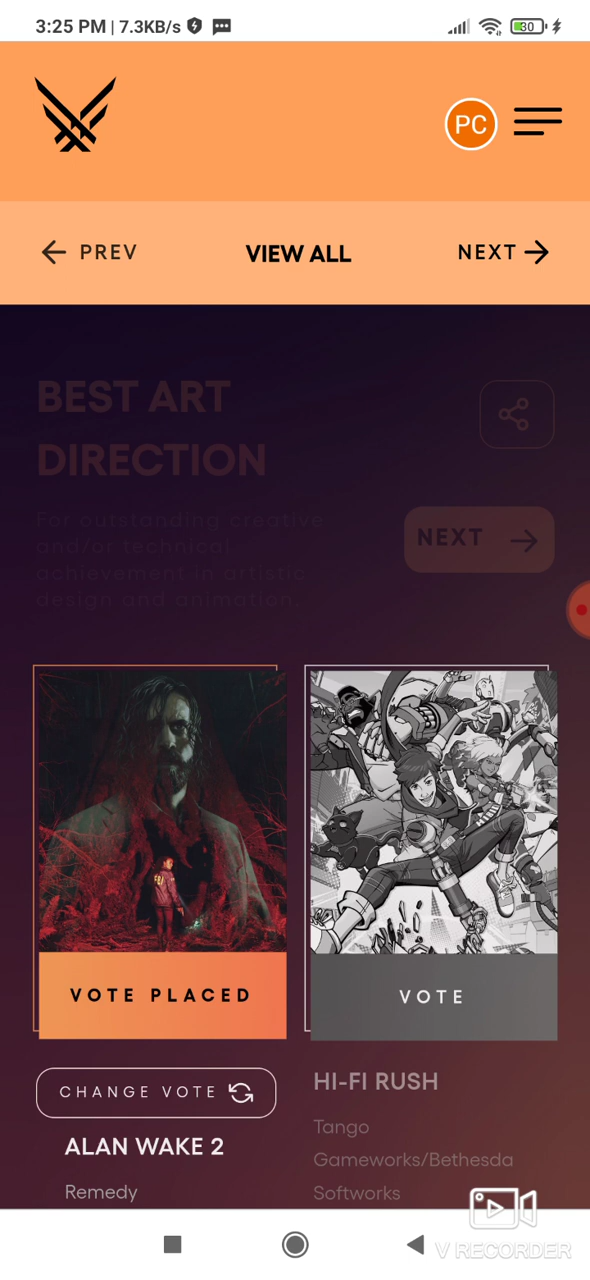 3:25 PM | 7.3KB/s
30
PC
PREV
VIEW ALL
NEXT
BEST ART
DIRECTION
For outstanding creative
and/or technical
achievement in artistic
design and animation.
NEXT
VOTE PLACED
VOTE
CHANGE VOTE
ALAN WAKE 2
Remedy
HI-FI RUSH
Tango
Gameworks/Bethesda
Softworks
V RECORDER